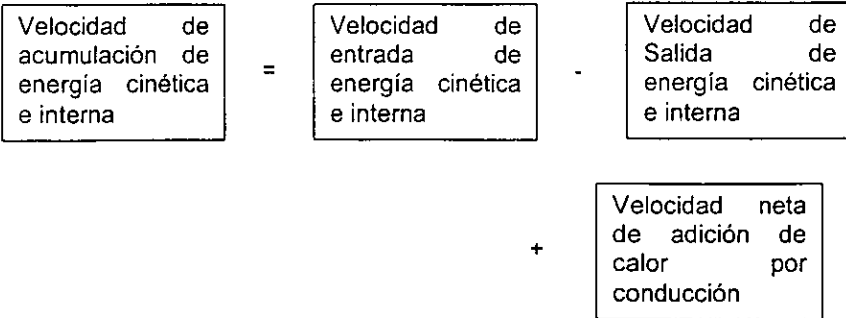 Velocidad de
acumulación de
energía cinética
e interna
=
Velocidad de
entrada de
energía cinética
e interna
-
Velocidad de
Salida de
energía cinética
e interna
+
Velocidad neta
de adición de
calor por
conducción